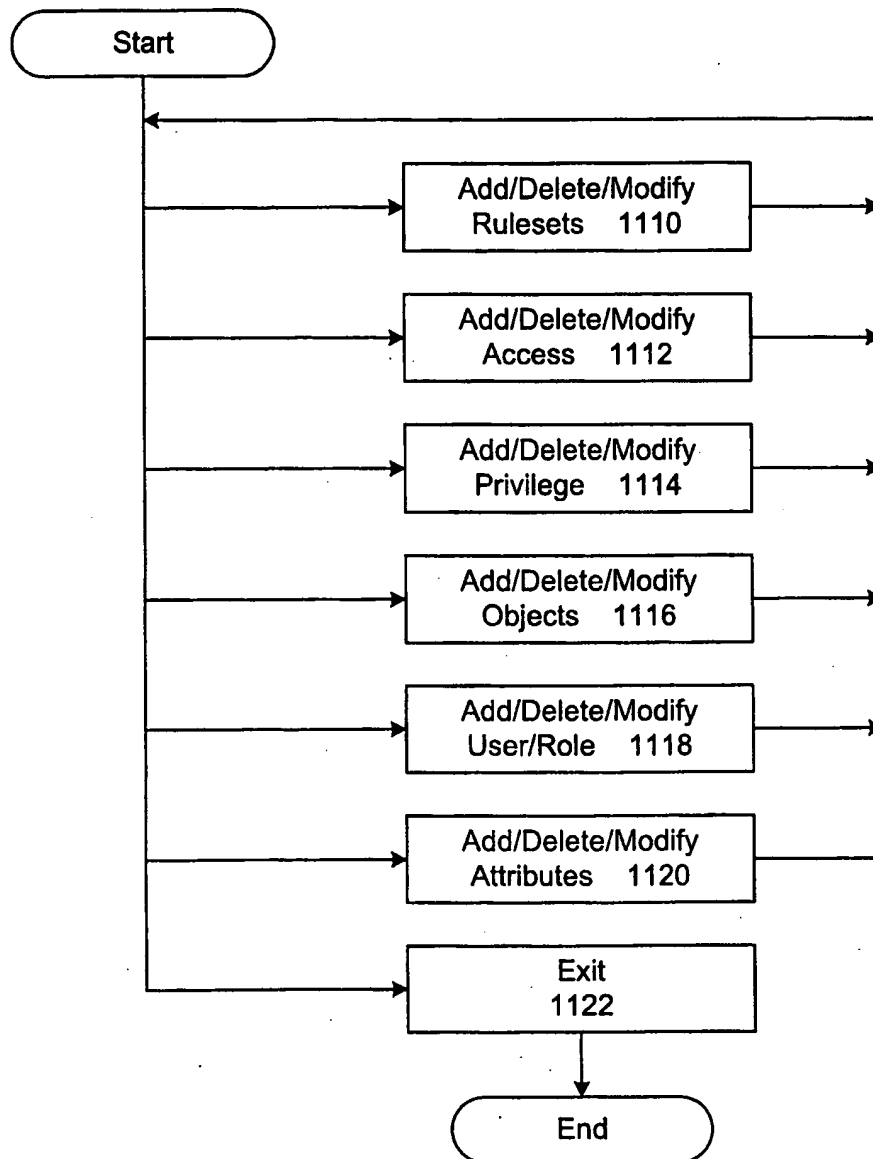 Start
Add/Delete/Modify
Rulesets 1110
Add/Delete/Modify
Access 1112
Add/Delete/Modify
Privilege 1114
Add/Delete/Modify
Objects 1116
Add/Delete/Modify
User/Role 1118
Add/Delete/Modify
Attributes 1120
Exit
1122
End